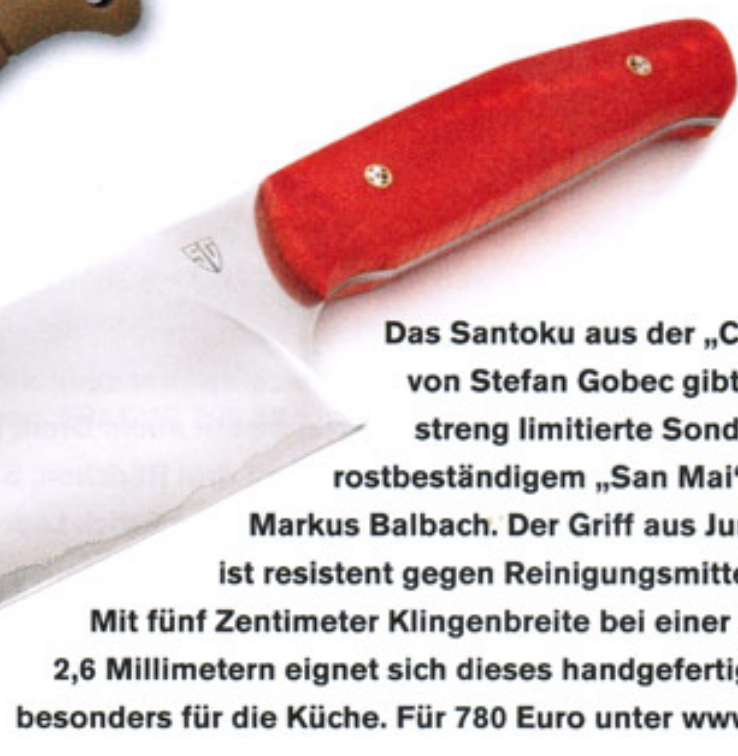 Das Santoku aus der „C
von Stefan Gobec gibt
streng limitierte Sond
rostbeständigem „San Mai“
Markus Balbach. Der Griff aus Ju
ist resistent gegen Reinigungsmitte
Mit fünf Zentimeter Klingenbreite bei einer
2,6 Millimetern eignet sich dieses handgeferti
besonders für die Küche. Für 780 Euro unter www